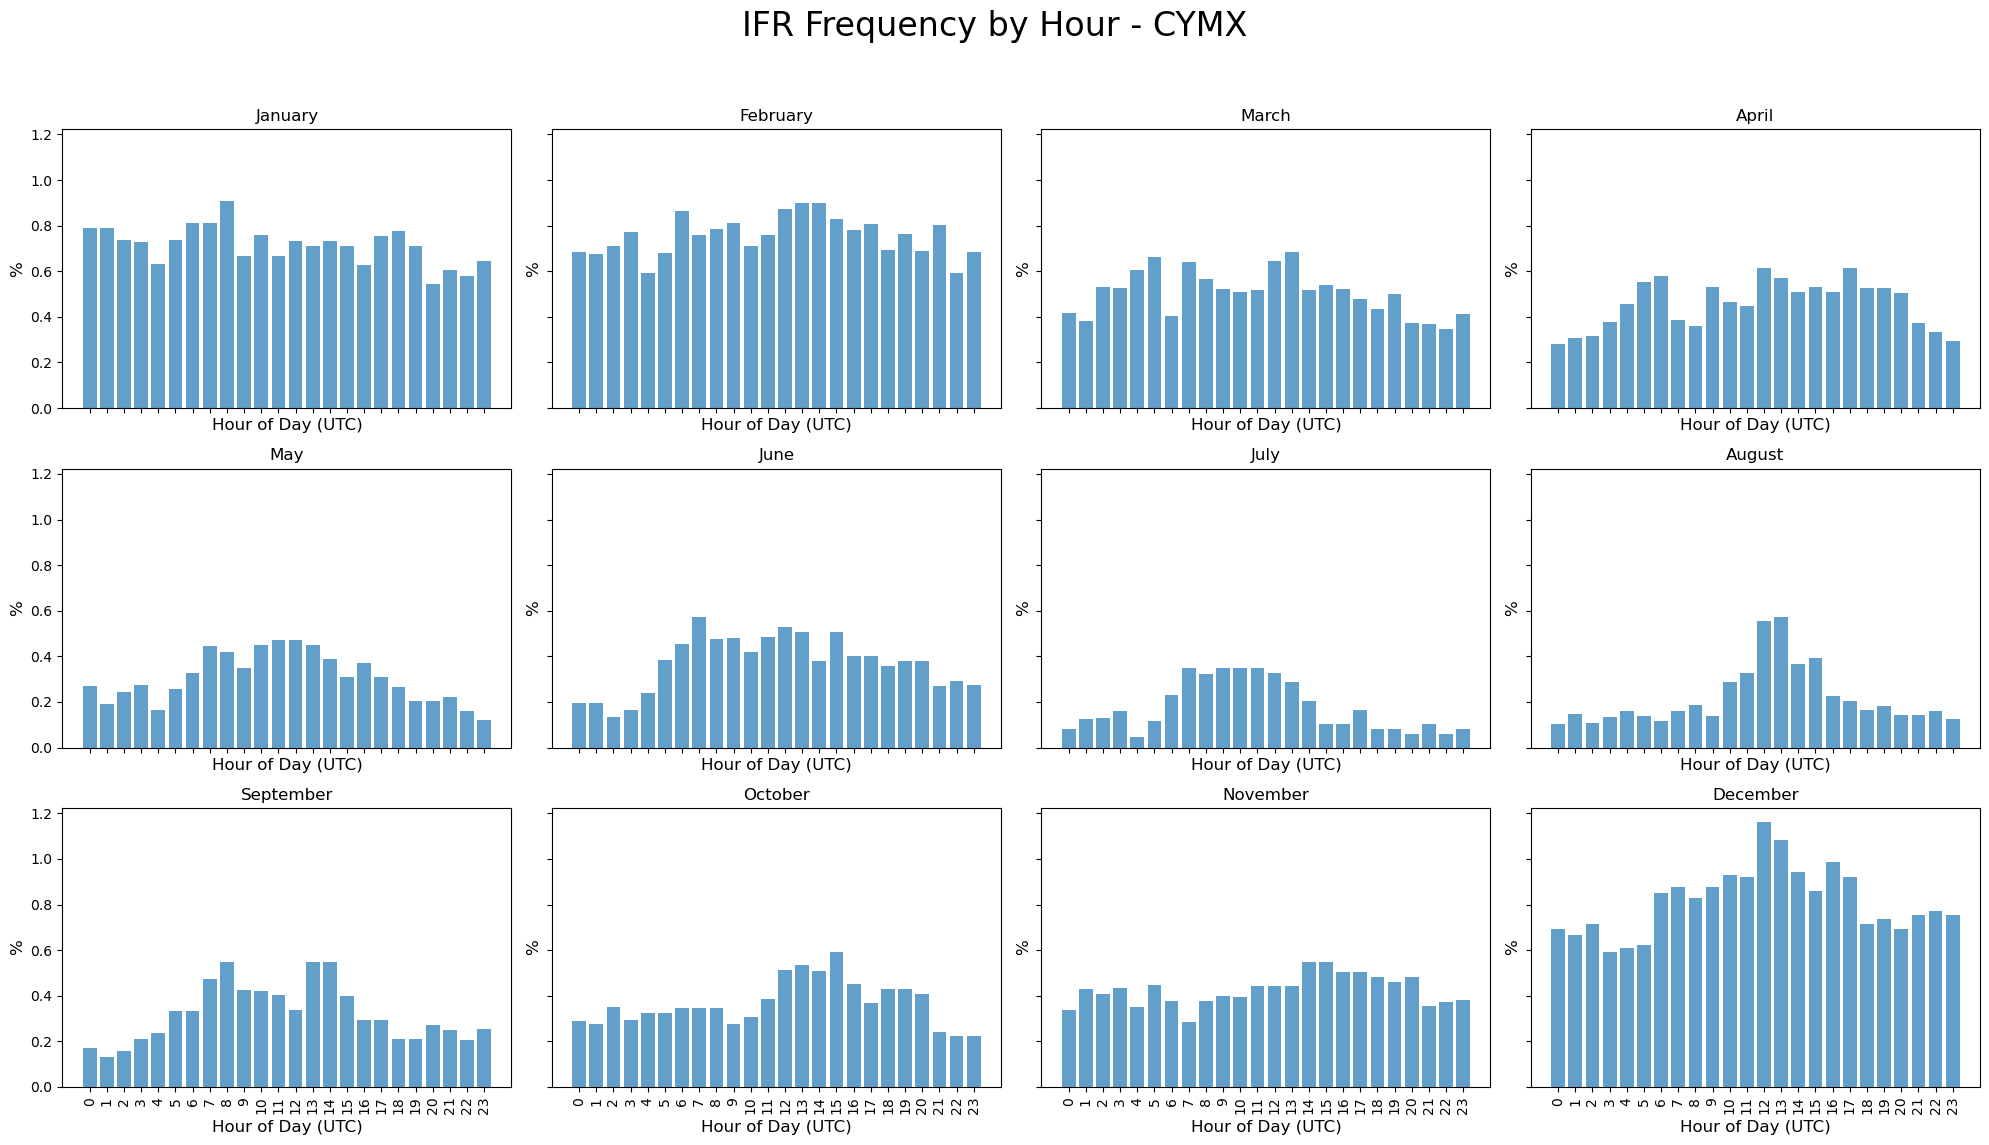 IFR Frequency by Hour - CYMX
January February March April
1.2
1.0
0.8
0.6
0.4
0.2
0.0
% % % %
Hour of Day (UTC) Hour of Day (UTC) Hour of Day (UTC) Hour of Day (UTC)
May June July August
1.2
1.0
0.8
0.6
0.4
0.2
0.0
% % % %
Hour of Day (UTC) Hour of Day (UTC) Hour of Day (UTC) Hour of Day (UTC)
September October November December
1.2
1.0
0.8
0.6
0.4
0.2
0.0
% % % %
0 1 2 3 4 5 6 7 8 9 10 11 12 13 14 15 16 17 18 19 20 21 22 23
0 1 2 3 4 5 6 7 8 9 10 11 12 13 14 15 16 17 18 19 20 21 22 23
0 1 2 3 4 5 6 7 8 9 10 11 12 13 14 15 16 17 18 19 20 21 22 23
0 1 2 3 4 5 6 7 8 9 10 11 12 13 14 15 16 17 18 19 20 21 22 23
Hour of Day (UTC) Hour of Day (UTC) Hour of Day (UTC) Hour of Day (UTC)